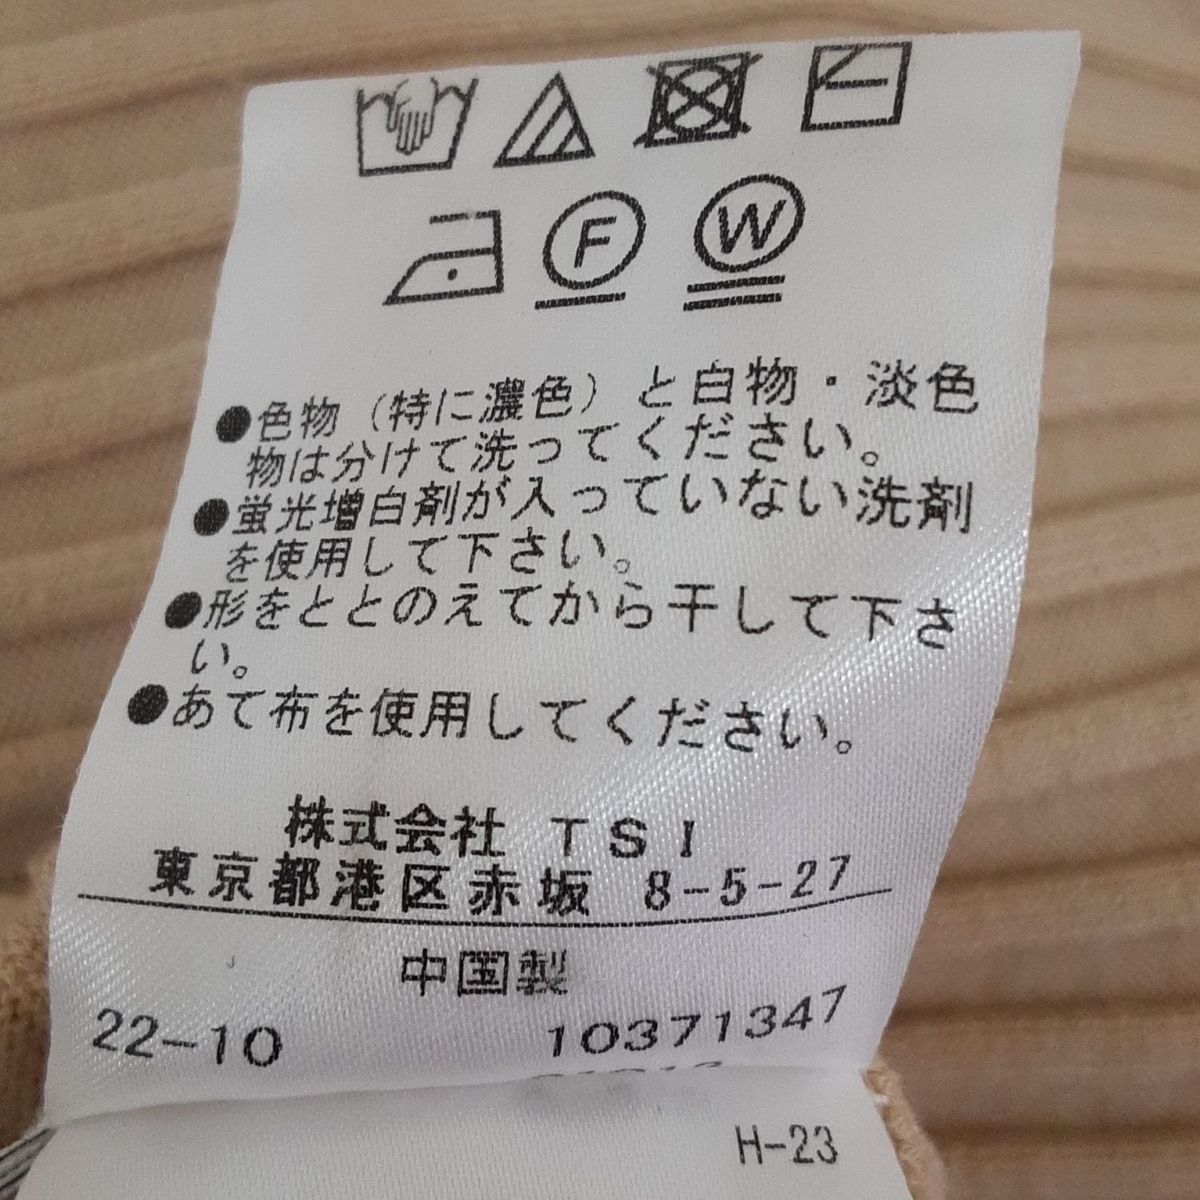 F W
●色物（特に濃色）と白物・淡色
物は分けて洗ってください。
●蛍光増白剤が入っていない洗剤
を使用して下さい。
●形をととのえてから干して下さ
い。
●あて布を使用してください。
株式会社 TSI
東京都港区赤坂 8-5-27
中国製
22-10 10371347
H-23